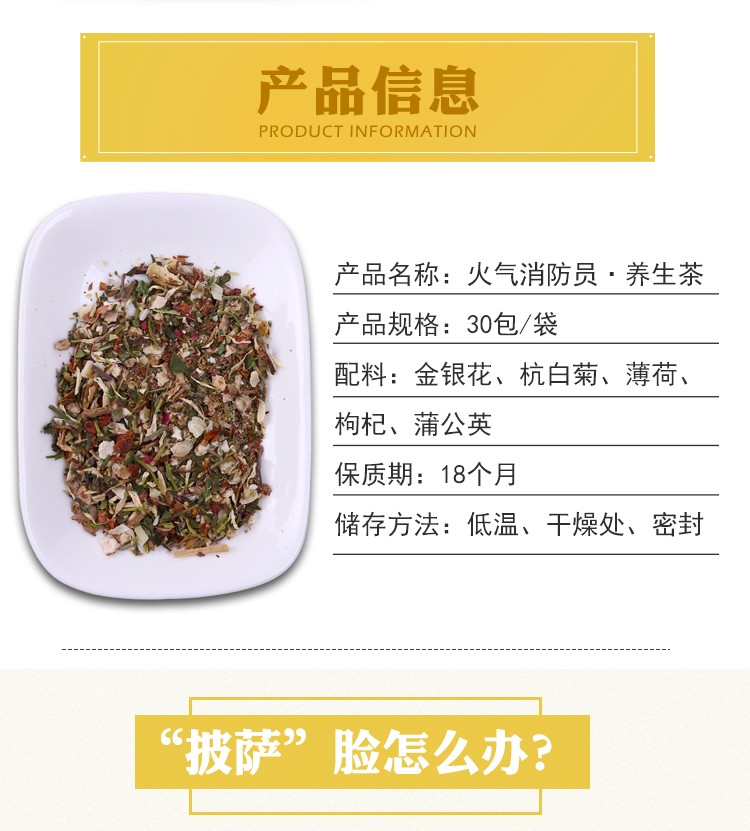 产品信息
PRODUCT INFORMATION
产品名称：火气消防员·养生茶
产品规格：30包/袋
配料：金银花、杭白菊、薄荷、
枸杞、蒲公英
保质期：18个月
储存方法：低温、干燥处、密封
“披萨”脸怎么办？